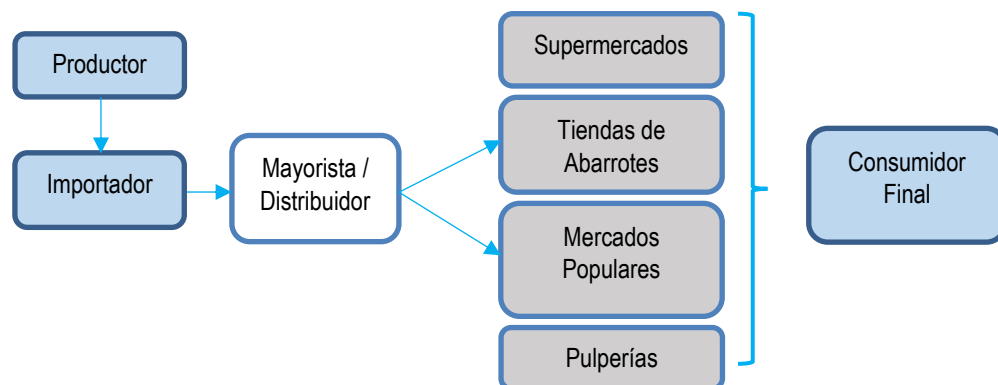 Productor
Importador
Mayorista /
Distribuidor
Supermercados
Tiendas de
Abarrotes
Mercados
Populares
Pulperías
Consumidor
Final